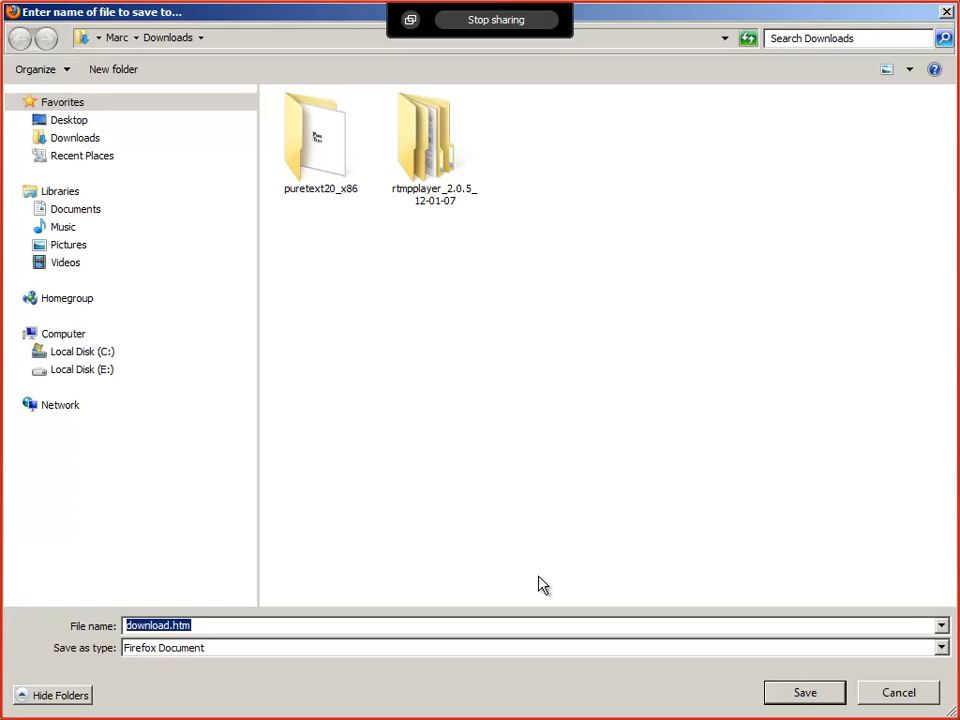 Enter name of file to save to...
Stop sharing
Marc Downloads
Search Downloads
Organize New folder
Favorites
Desktop
Downloads
Recent Places
Libraries
Documents
Music
Pictures
Videos
Homegroup
Computer
Local Disk (C:)
Local Disk (E:)
Network
puretext20_x86
rtmpplayer_2.0.5_
12-01-07
File name: download.htm
Save as type: Firefox Document
Hide Folders
Save
Cancel